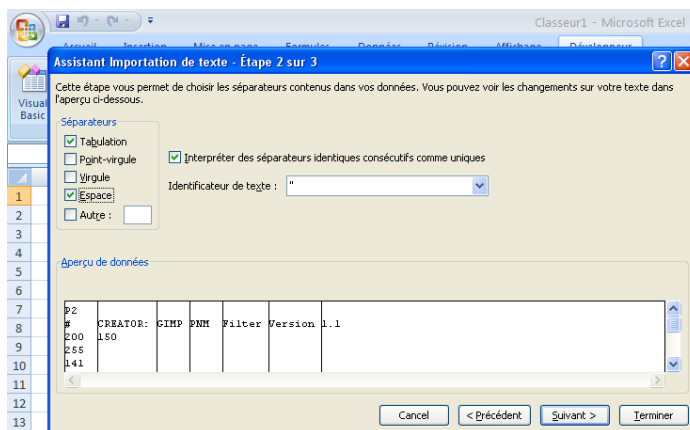 Classeur1 - Microsoft Excel
Accueil Insertion Mise en page Formules Données Révision Affichage Développeur
Assistant Importation de texte - Étape 2 sur 3
Cette étape vous permet de choisir les séparateurs contenus dans vos données. Vous pouvez voir les changements sur votre texte dans
l'aperçu ci-dessous.
Visual
Basic
Séparateurs
Tabulation
Point-virgule
Virgule
Espace
Autre :
Interpréter des séparateurs identiques consécutifs comme uniques
Identificateur de texte : "
Aperçu de données
P2
# CREATOR: GIMP PNM Filter Version 1.1
200 150
255
141
Cancel
< Précédent
Suivant >
Terminer
1
2
3
4
5
6
7
8
9
10
11
12
13